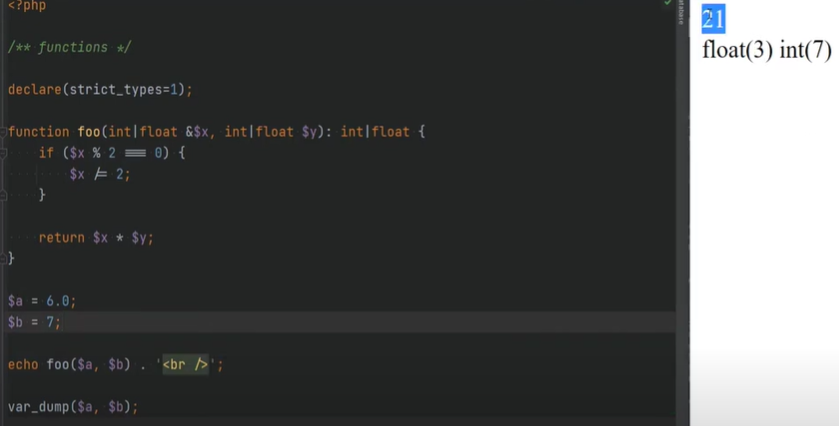 <?php
/** functions */
declare(strict_types=1);
function foo(int|float &$x, int|float $y): int|float {
if ($x % 2 === 0) {
$x /= 2;
}
return $x * $y;
}
$a = 6.0;
$b = 7;
echo foo($a, $b) . '<br />';
var_dump($a, $b);
21
float(3) int(7)